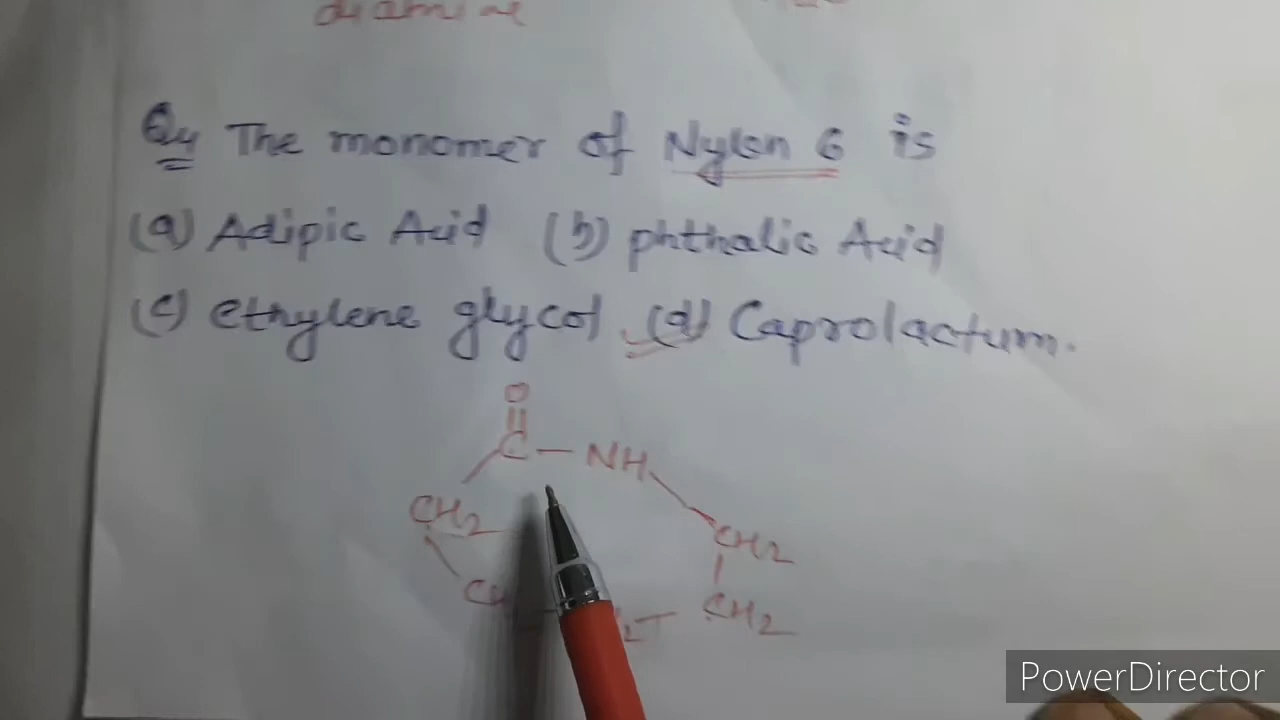 diamine
Q4 The monomer of Nylon 6 is
(a) Adipic Acid (b) phthalic Acid
(c) ethylene glycol (d) Caprolactum.
O
C - NH
CH2
CH2
CH2
PowerDirector